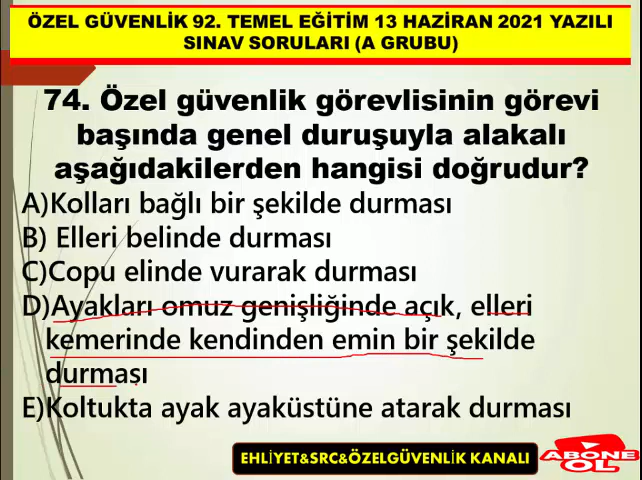 ÖZEL GÜVENLİK 92. TEMEL EĞİTİM 13 HAZİRAN 2021 YAZILI
SINAV SORULARI (A GRUBU)
74. Özel güvenlik görevlisinin görevi
başında genel duruşuyla alakalı
aşağıdakilerden hangisi doğrudur?
A)Kolları bağlı bir şekilde durması
B) Elleri belinde durması
C)Copu elinde vurarak durması
D)Ayakları omuz genişliğinde açık, elleri
kemerinde kendinden emin bir şekilde
durması
E)Koltukta ayak ayaküstüne atarak durması
EHLİYET&SRC&ÖZELGÜVENLİK KANALI
ABONE
OL